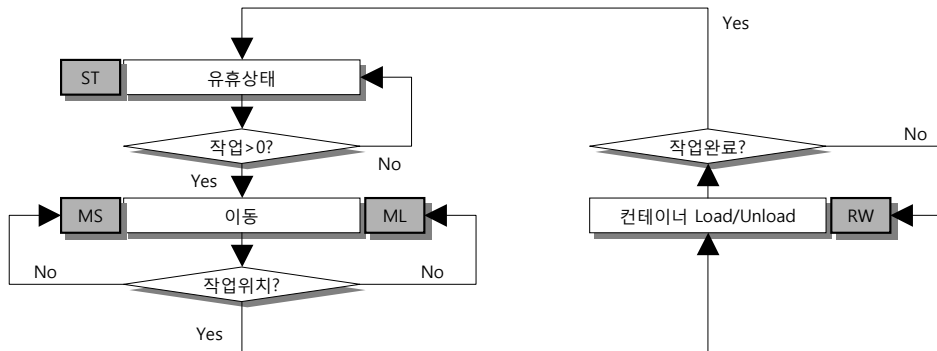 Yes
ST
유휴상태
작업>0?
No
Yes
MS
이동
ML
No
작업위치?
No
Yes
작업완료?
No
컨테이너 Load/Unload
RW